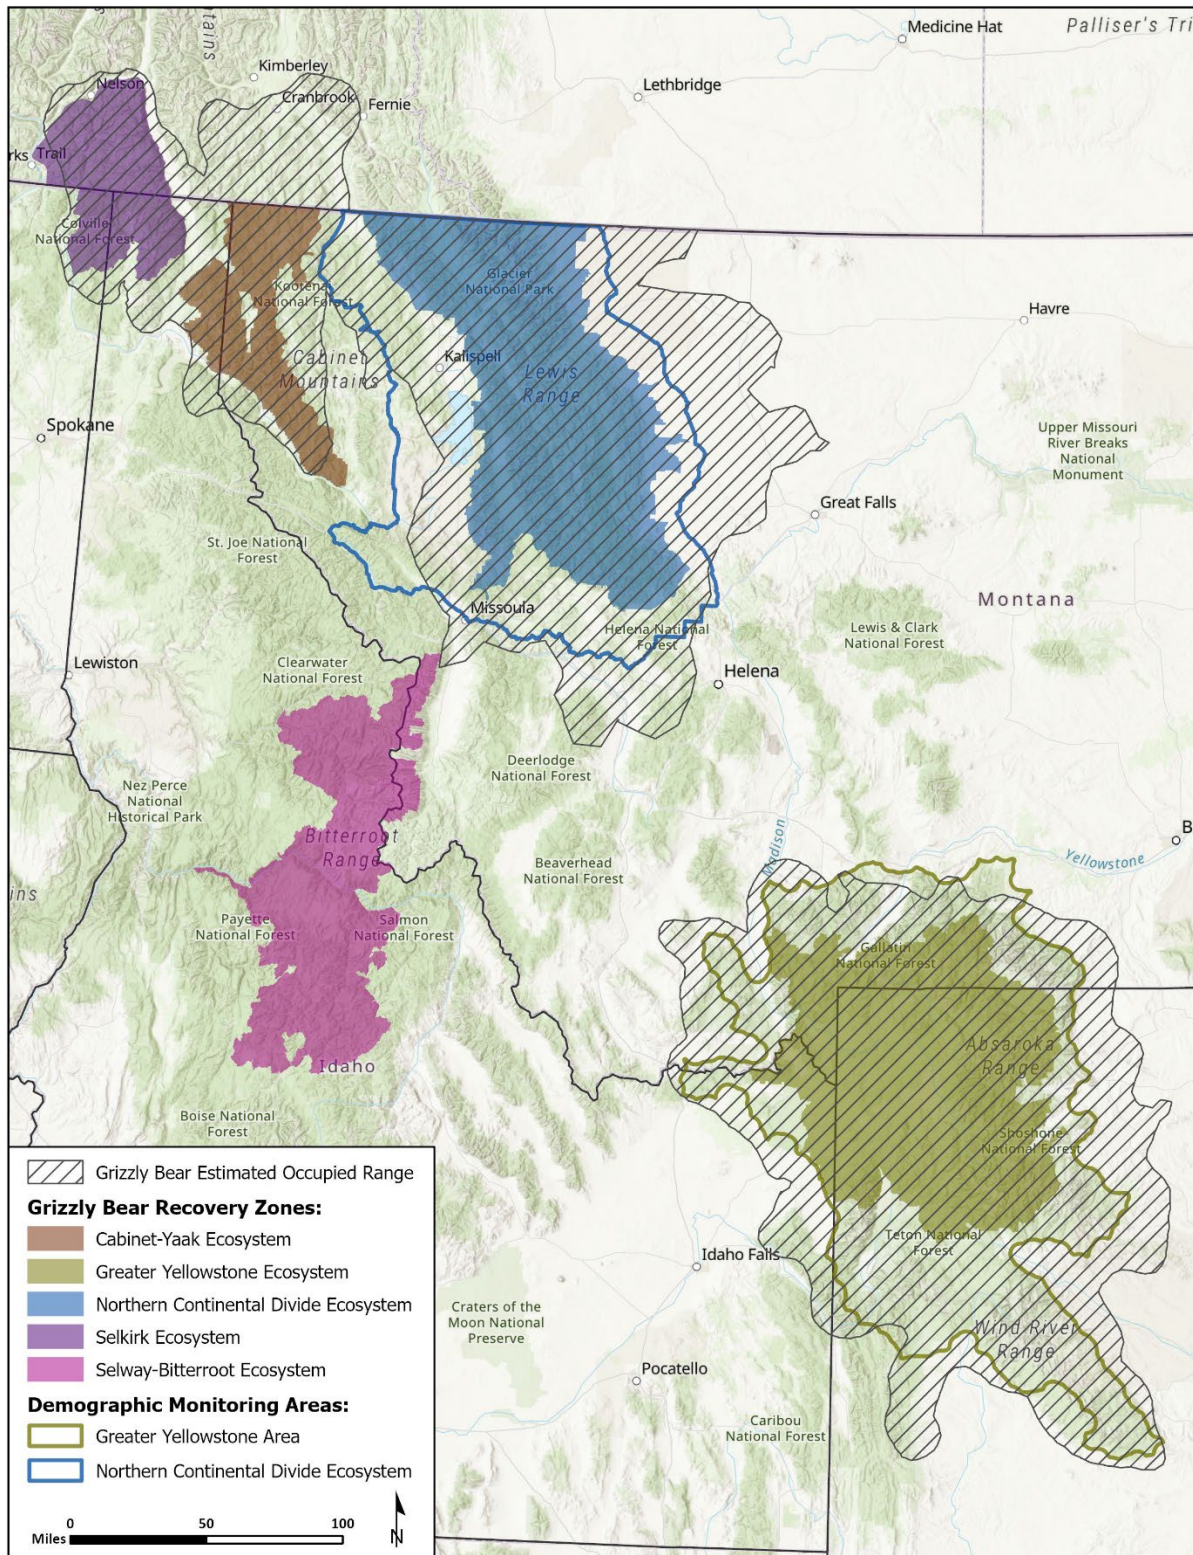 Medicine Hat
Palliser's Tri
Kimberley
Nelson
Cranbrook
Fernie
Lethbridge
rks
Trail
Colville
National Forest
Kootenai
National Forest
Glacier
National Park
Havre
Cabinet
Mountains
Kalispell
Lewis
Range
Spokane
Upper Missouri
River Breaks
National
Monument
Great Falls
St. Joe National
Forest
Missoula
Montana
Helena National
Forest
Lewis & Clark
National Forest
Lewiston
Clearwater
National Forest
Helena
Deerlodge
National Forest
Nez Perce
National
Historical Park
Bitterroot
Range
Beaverhead
National Forest
Madison
Yellowstone
B
ins
Payette
National Forest
Salmon
National Forest
Gallatin
National Forest
Absaroka
Range
Idaho
Boise National
Forest
Shoshone
National Forest
Teton National
Forest
Idaho Falls
Craters of the
Moon National
Preserve
Wind River
Range
Pocatello
Caribou
National Forest
Grizzly Bear Estimated Occupied Range
Grizzly Bear Recovery Zones:
Cabinet-Yaak Ecosystem
Greater Yellowstone Ecosystem
Northern Continental Divide Ecosystem
Selkirk Ecosystem
Selway-Bitterroot Ecosystem
Demographic Monitoring Areas:
Greater Yellowstone Area
Northern Continental Divide Ecosystem
0 50 100
Miles
N